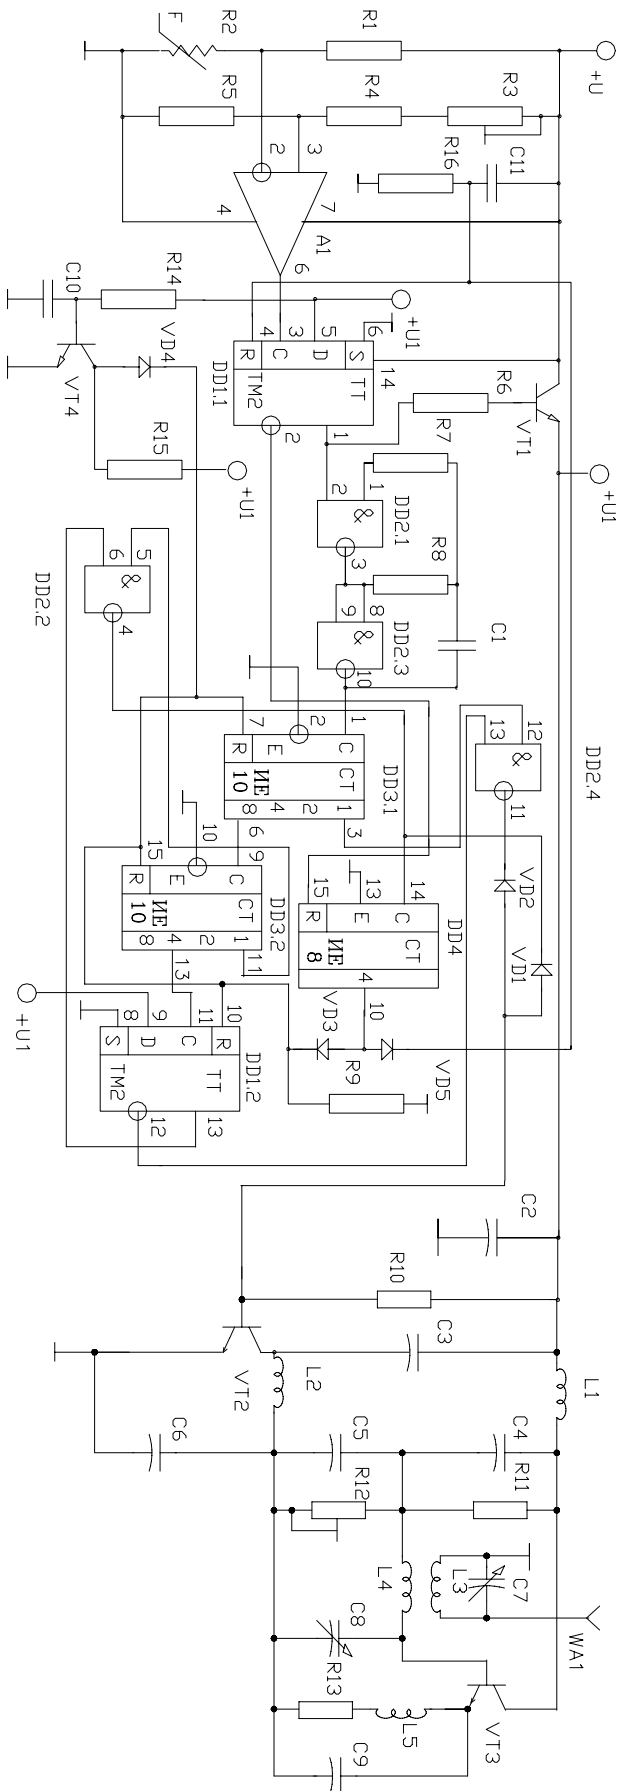 +U
R1
R2
F
R3
R4
R5
C11
R16
2
3
4
7
6
A1
+U1
R14
C10
VT4
VD4
R15
+U1
6
5
3
4
S
D
C
R
TT
TM2
14
1
2
DD1.1
R6
VT1
+U1
R7
1
2
&
3
DD2.1
R8
9
8
&
10
DD2.3
C1
5
6
&
4
DD2.2
12
13
&
11
DD2.4
1
2
7
C
E
R
CT
ИЕ
10
1
2
4
8
3
6
DD3.1
9
10
15
C
E
R
CT
ИЕ
10
1
2
4
8
11
13
DD3.2
14
13
15
C
E
R
CT
ИЕ
8
4
10
DD4
VD2
VD1
VD3
VD5
R9
10
11
9
8
R
C
D
S
TT
TM2
13
12
DD1.2
+U1
C2
R10
C3
VT2
L2
L1
C6
C5
C4
R12
R11
L4
L3
C7
WA1
C8
R13
L5
VT3
C9